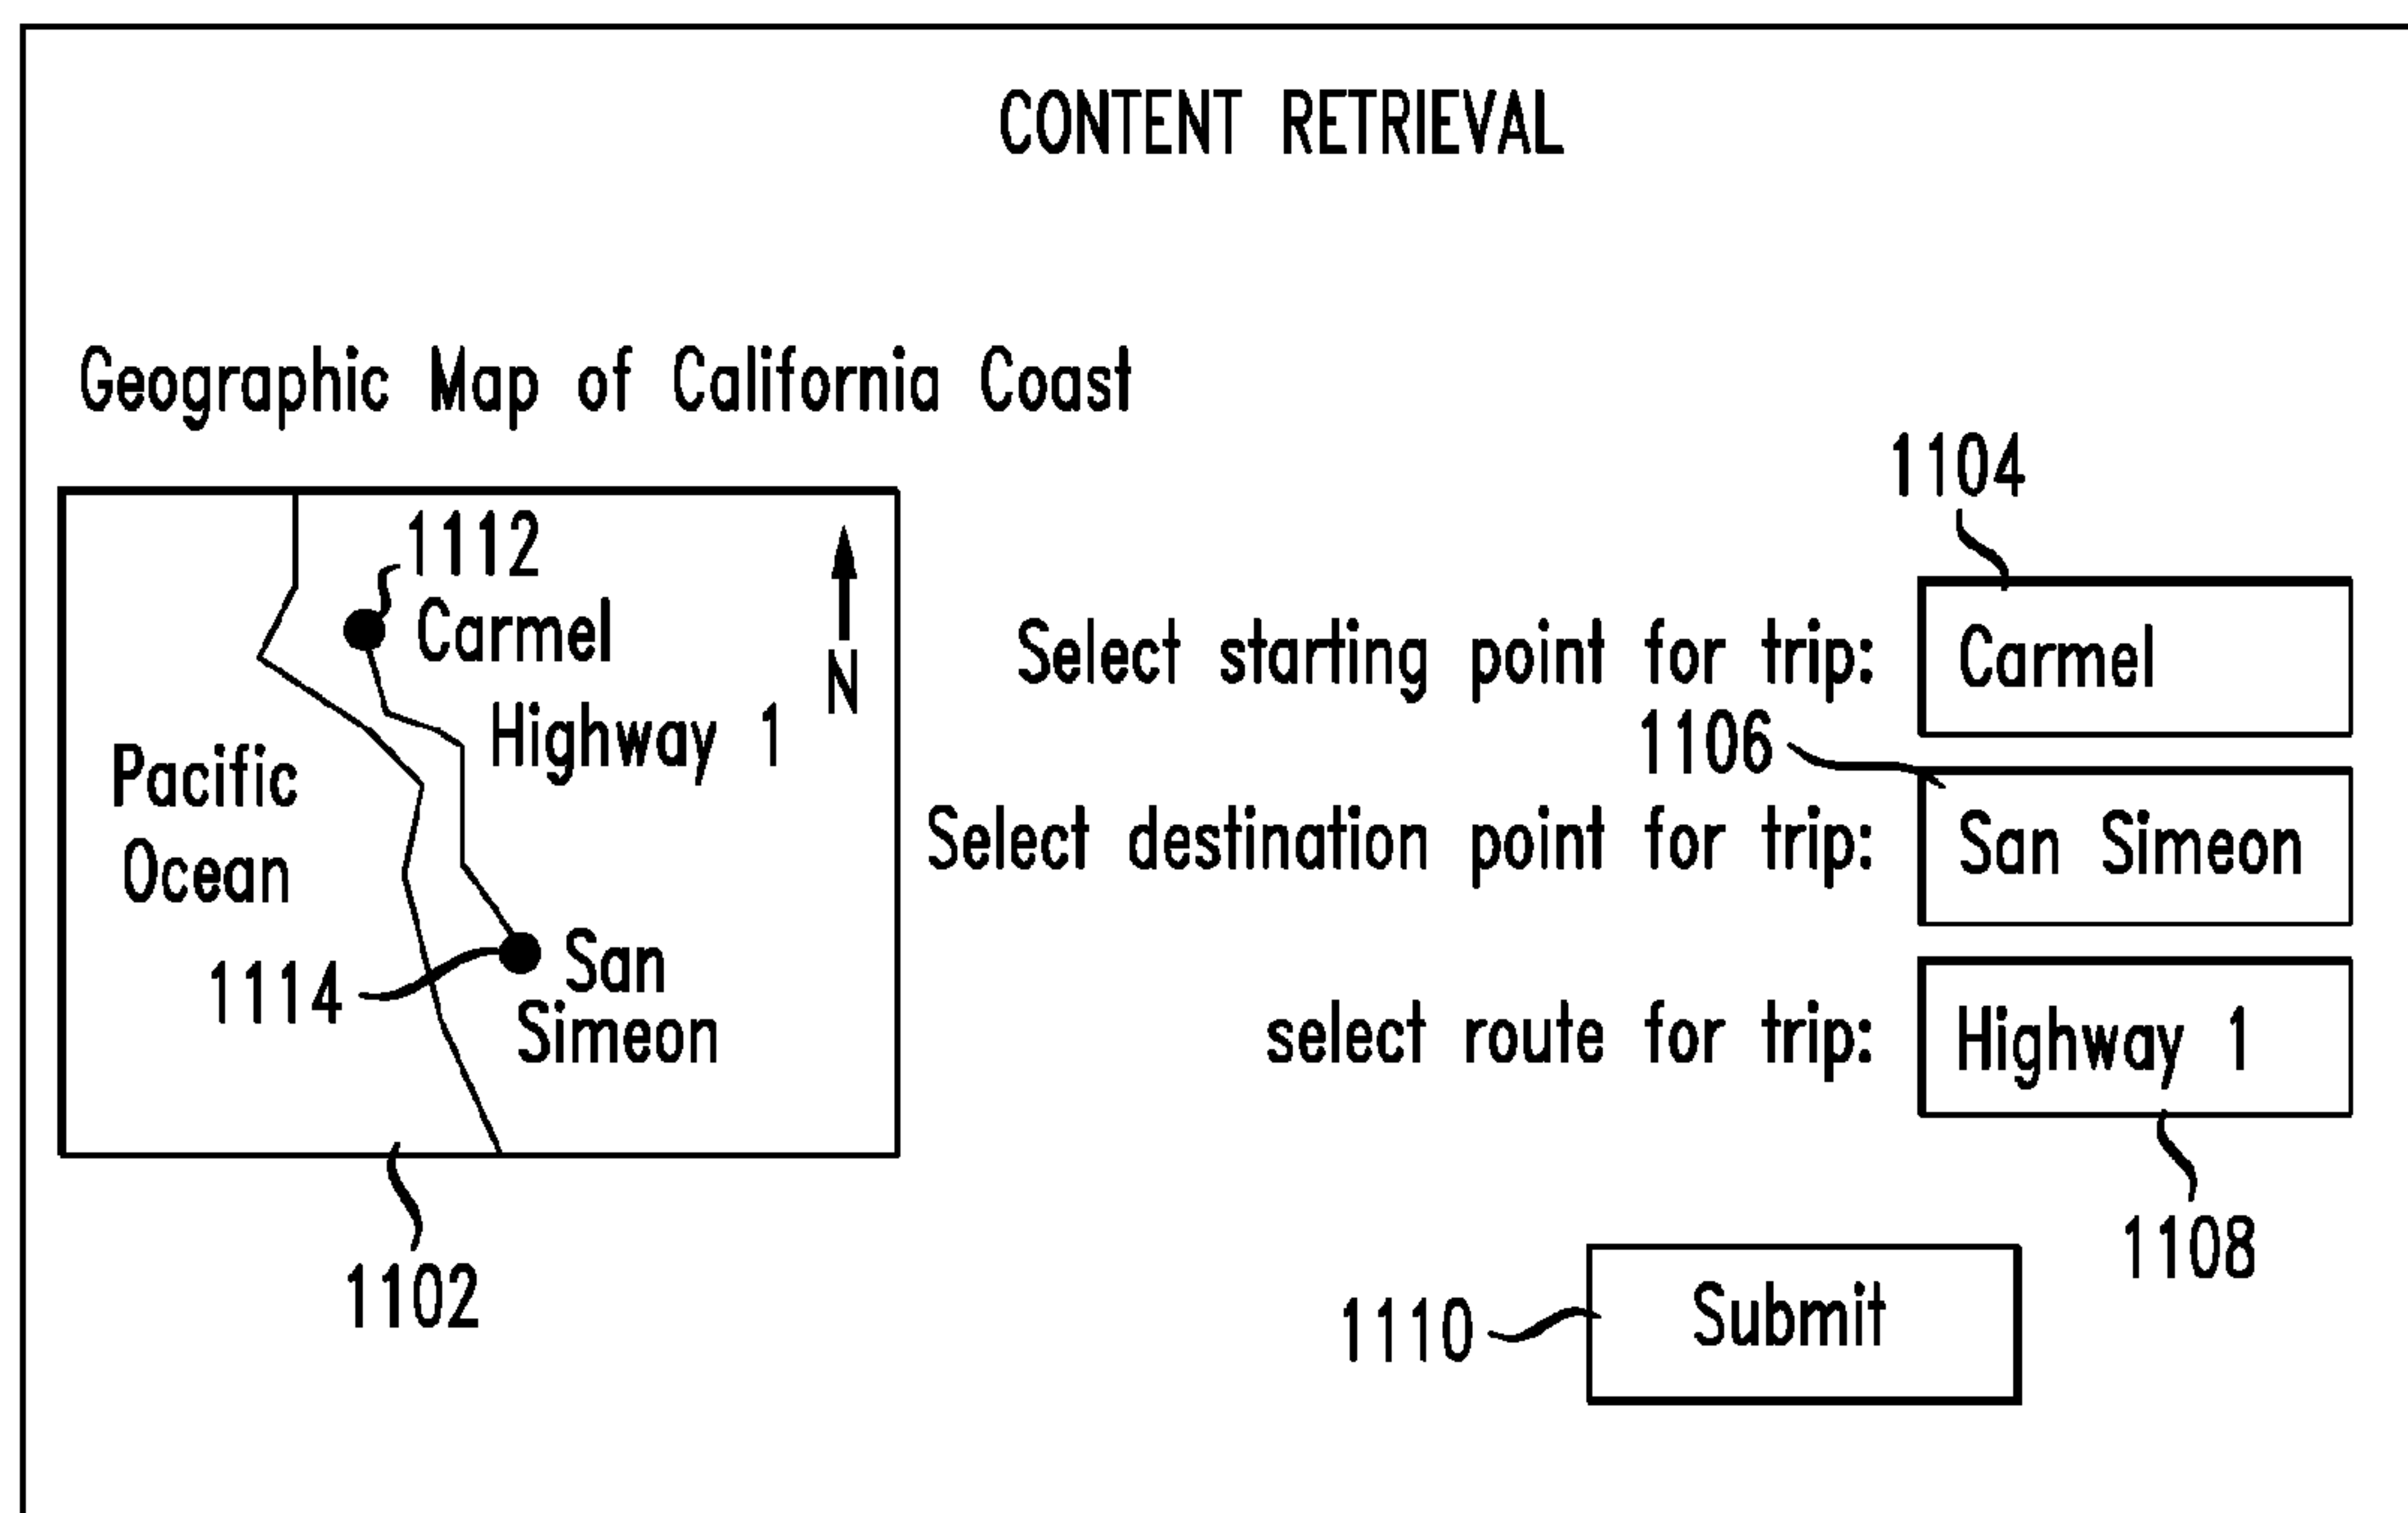 CONTENT RETRIEVAL
Geographic Map of California Coast
1112
Carmel
Highway 1
N
Pacific
Ocean
1114
San
Simeon
1102
1104
Select starting point for trip:
Carmel
1106
Select destination point for trip:
San Simeon
select route for trip:
Highway 1
1108
1110
Submit